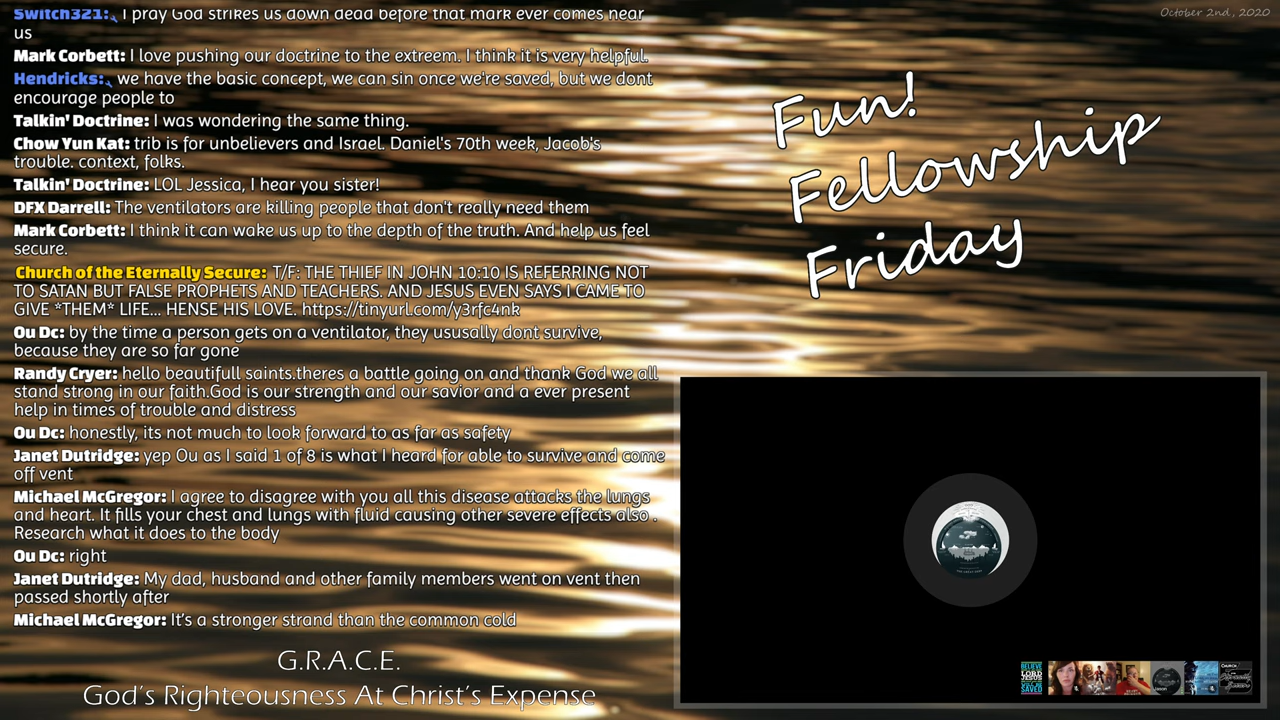 October 2nd, 2020
Switch321: I pray God strikes us down dead before that mark ever comes near
us
Mark Corbett: I love pushing our doctrine to the extreem. I think it is very helpful.
Hendricks: we have the basic concept, we can sin once we're saved, but we dont
encourage people to
Talkin' Doctrine: I was wondering the same thing.
Chow Yun Kat: trib is for unbelievers and Israel. Daniel's 70th week, Jacob's
trouble. context, folks.
Talkin' Doctrine: LOL Jessica, I hear you sister!
DFX Darrell: The ventilators are killing people that don't really need them
Mark Corbett: I think it can wake us up to the depth of the truth. And help us feel
secure.
Church of the Eternally Secure: T/F: THE THIEF IN JOHN 10:10 IS REFERRING NOT
TO SATAN BUT FALSE PROPHETS AND TEACHERS. AND JESUS EVEN SAYS I CAME TO
GIVE *THEM* LIFE... HENSE HIS LOVE. https://tinyurl.com/y3rfc4nk
Ou Dc: by the time a person gets on a ventilator, they ususally dont survive,
because they are so far gone
Randy Cryer: hello beautifull saints.theres a battle going on and thank God we all
stand strong in our faith.God is our strength and our savior and a ever present
help in times of trouble and distress
Ou Dc: honestly, its not much to look forward to as far as safety
Janet Dutridge: yep Ou as I said 1 of 8 is what I heard for able to survive and come
off vent
Michael McGregor: I agree to disagree with you all this disease attacks the lungs
and heart. It fills your chest and lungs with fluid causing other severe effects also .
Research what it does to the body
Ou Dc: right
Janet Dutridge: My dad, husband and other family members went on vent then
passed shortly after
Michael McGregor: It's a stronger strand than the common cold
G.R.A.C.E.
God's Righteousness At Christ's Expense
Fun!
Fellowship
Friday
BELIEVE
LORD
SAVED
Jason
CHURCH